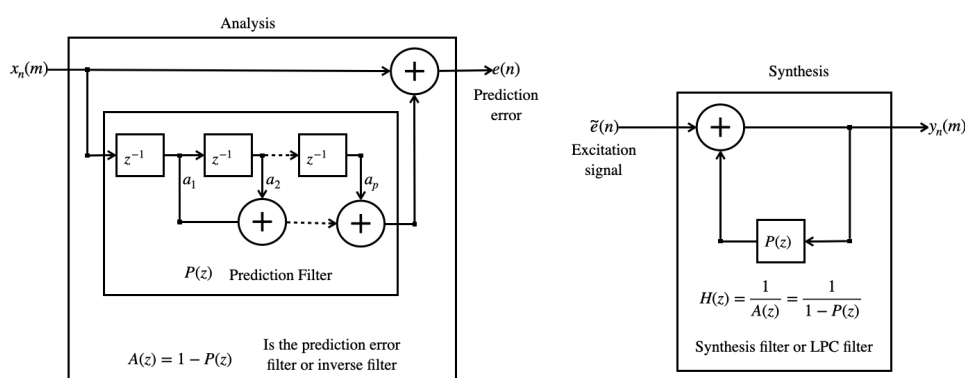 Analysis
xₙ(m)
+
e(n)
Prediction
error
z⁻¹
z⁻¹
z⁻¹
a₁
a₂
aₚ
+
+
P(z) Prediction Filter
A(z) = 1 − P(z)
Is the prediction error
filter or inverse filter
Synthesis
ẽ(n)
+
yₙ(m)
Excitation
signal
P(z)
H(z) = 1/A(z) = 1/(1 − P(z))
Synthesis filter or LPC filter